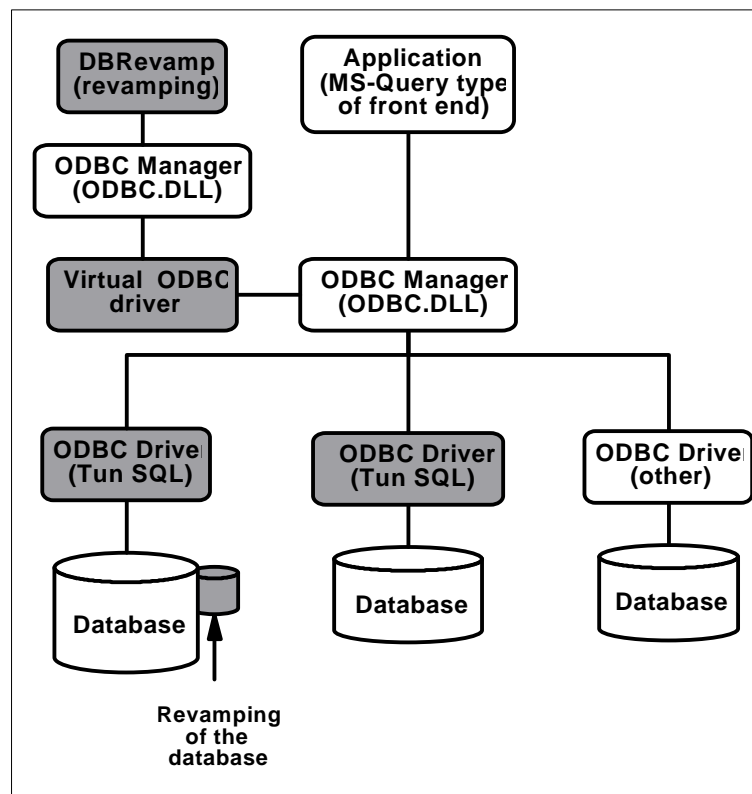 DBRevamp
(revamping)
Application
(MS-Query type
of front end)
ODBC Manager
(ODBC.DLL)
Virtual ODBC
driver
ODBC Manager
(ODBC.DLL)
ODBC Driver
(Tun SQL)
ODBC Driver
(Tun SQL)
ODBC Driver
(other)
Database
Database
Database
Revamping
of the
database